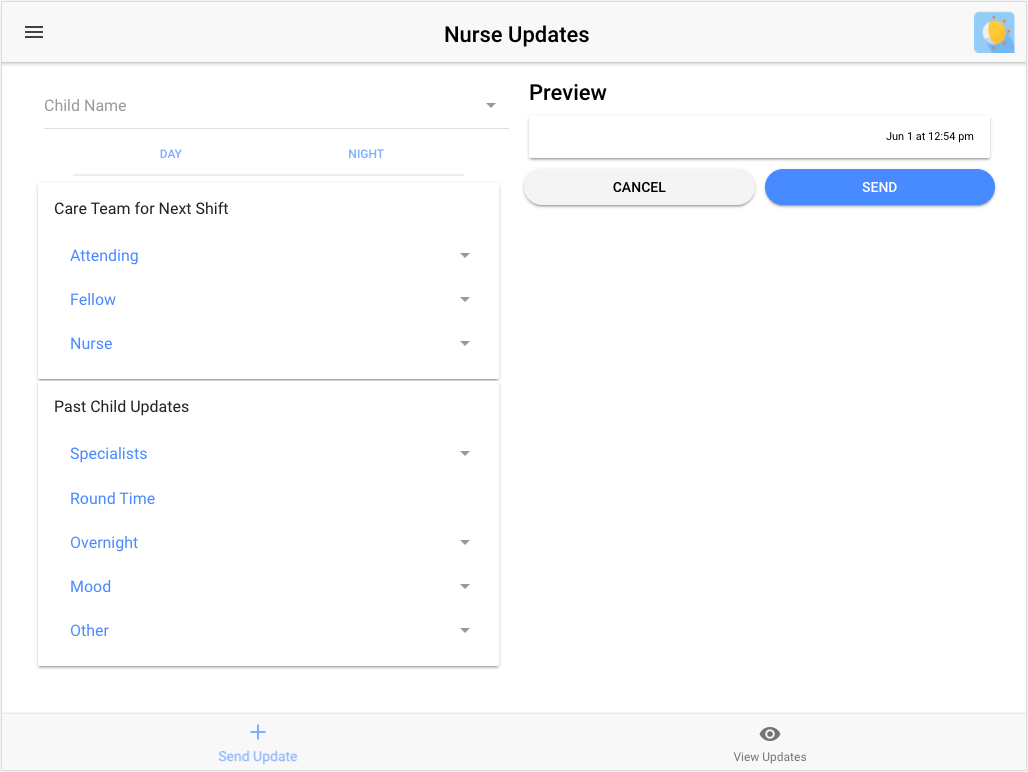 Nurse Updates
Child Name
DAY NIGHT
Care Team for Next Shift
Attending
Fellow
Nurse
Past Child Updates
Specialists
Round Time
Overnight
Mood
Other
Preview
Jun 1 at 12:54 pm
CANCEL SEND
Send Update
View Updates